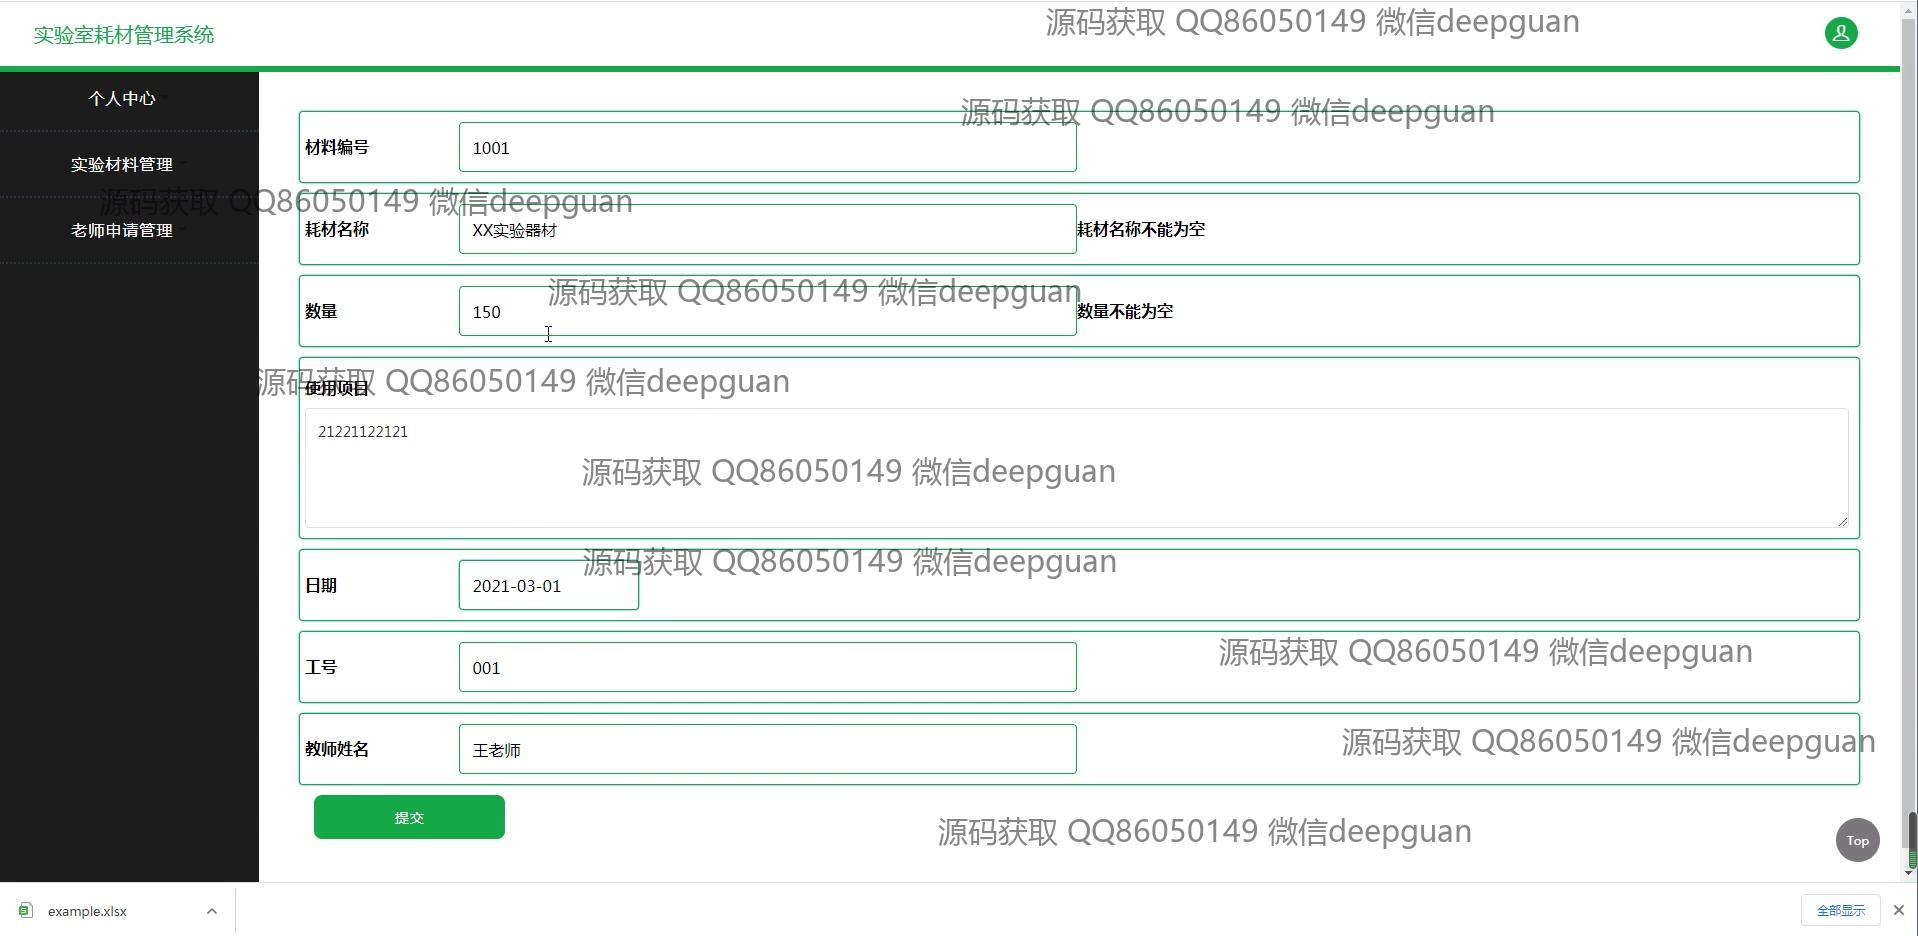 源码获取 QQ86050149 微信deepguan
实验室耗材管理系统
个人中心
源码获取 QQ86050149 微信deepguan
材料编号 1001
实验材料管理
源码获取 QQ86050149 微信deepguan
老师申请管理
耗材名称 XX实验器材 耗材名称不能为空
源码获取 QQ86050149 微信deepguan
数量 150 数量不能为空
源码获取 QQ86050149 微信deepguan
使用项目
21221122121
源码获取 QQ86050149 微信deepguan
源码获取 QQ86050149 微信deepguan
日期 2021-03-01
源码获取 QQ86050149 微信deepguan
工号 001
源码获取 QQ86050149 微信deepguan
教师姓名 王老师
提交
源码获取 QQ86050149 微信deepguan
Top
example.xlsx
全部显示